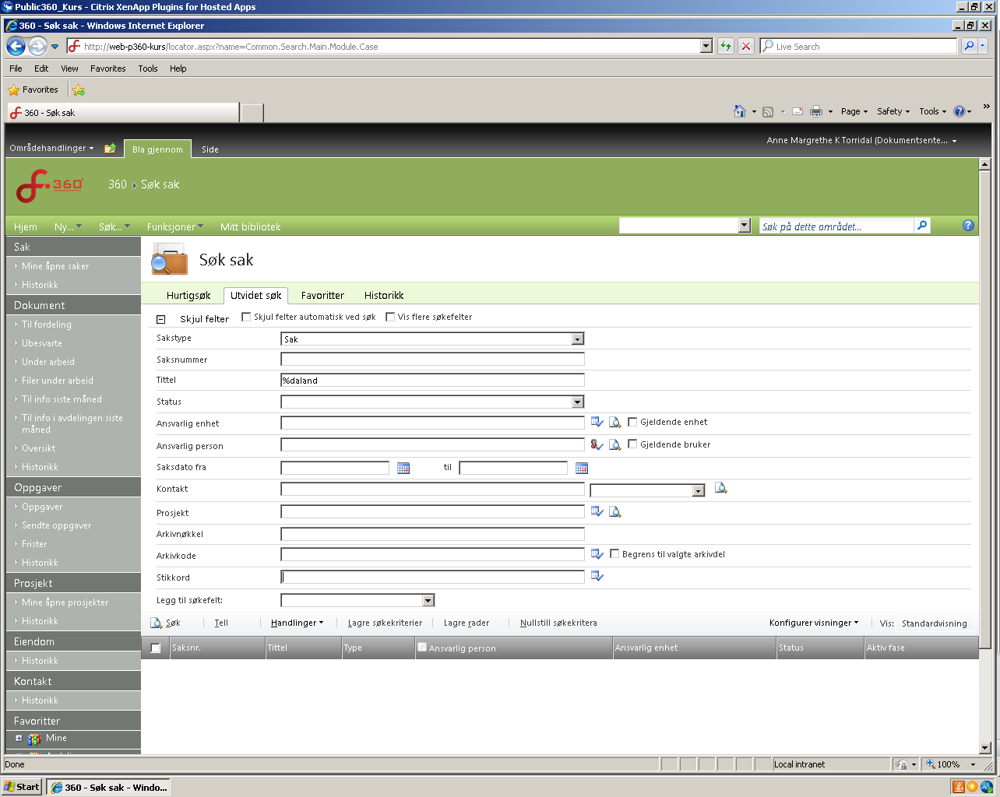 Public360_Kurs - Citrix XenApp Plugins for Hosted Apps
360 - Søk sak - Windows Internet Explorer
http://web-p360-kurs/locator.aspx?name=Common.Search.Main.Module.Case
Live Search
File Edit View Favorites Tools Help
Favorites
360 - Søk sak
Page Safety Tools
Områdehandlinger Bla gjennom Side
Anne Margrethe K Torridal (Dokumentsente...
360°
360 Søk sak
Hjem Ny... Søk... Funksjoner Mitt bibliotek
Søk på dette området...
Sak
Mine åpne saker
Historikk
Dokument
Til fordeling
Ubesvarte
Under arbeid
Filer under arbeid
Til info siste måned
Til info i avdelingen siste
måned
Oversikt
Historikk
Oppgaver
Oppgaver
Sendte oppgaver
Frister
Historikk
Prosjekt
Mine åpne prosjekter
Historikk
Eiendom
Historikk
Kontakt
Historikk
Favoritter
Mine
Søk sak
Hurtigsøk Utvidet søk Favoritter Historikk
Skjul felter Skjul felter automatisk ved søk Vis flere søkefelter
Sakstype Sak
Saksnummer
Tittel %daland
Status
Ansvarlig enhet Gjeldende enhet
Ansvarlig person Gjeldende bruker
Saksdato fra til
Kontakt
Prosjekt
Arkivnøkkel
Arkivkode Begrens til valgte arkivdel
Stikkord
Legg til søkefelt:
Søk Tell Handlinger Lagre søkekriterier Lagre rader Nullstill søkekritera Konfigurer visninger Vis: Standardvisning
Saksnr. Tittel Type Ansvarlig person Ansvarlig enhet Status Aktiv fase
Done Local intranet 100%
Start 360 - Søk sak - Windo...